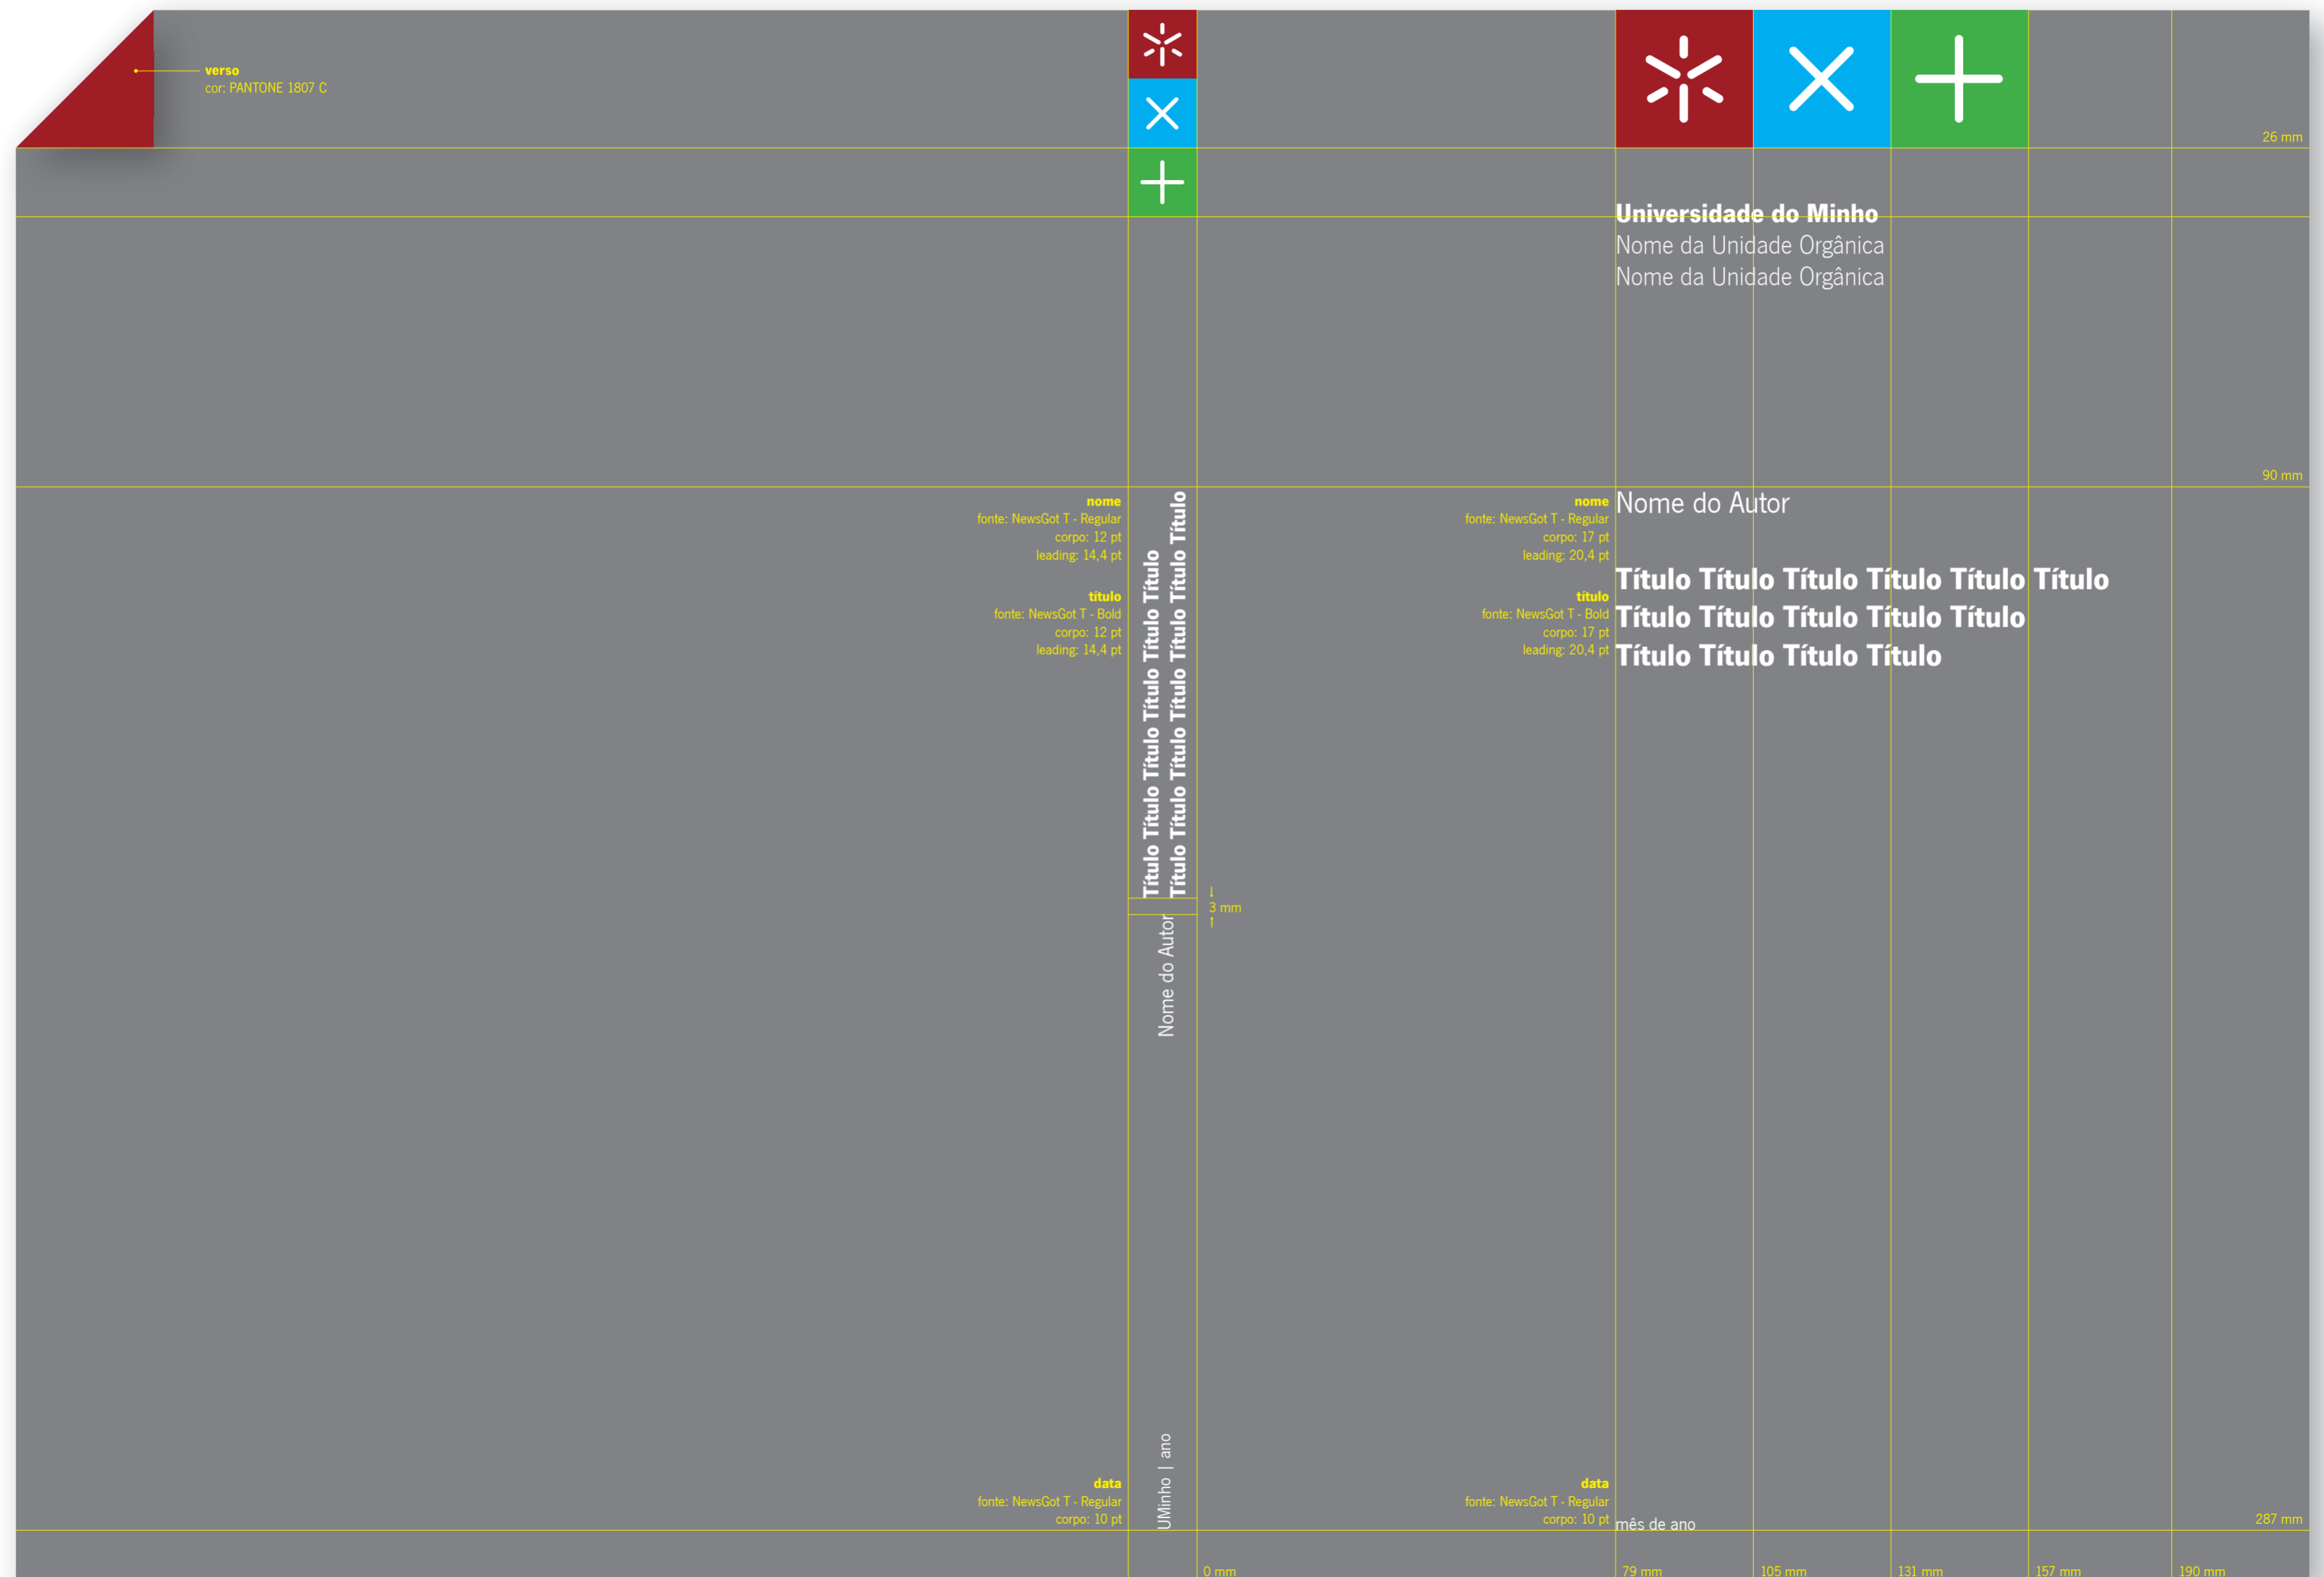 verso
cor: PANTONE 1807 C
26 mm
Universidade do Minho
Nome da Unidade Orgânica
Nome da Unidade Orgânica
90 mm
nome
fonte: NewsGot T - Regular
corpo: 12 pt
leading: 14,4 pt
título
fonte: NewsGot T - Bold
corpo: 12 pt
leading: 14,4 pt
Título Título Título Título Título Título
Título Título Título Título Título Título Título
3 mm
Nome do Autor
UMinho | ano
data
fonte: NewsGot T - Regular
corpo: 10 pt
nome
fonte: NewsGot T - Regular
corpo: 17 pt
leading: 20,4 pt
título
fonte: NewsGot T - Bold
corpo: 17 pt
leading: 20,4 pt
Nome do Autor
Título Título Título Título Título Título
Título Título Título Título Título
Título Título Título Título
data
fonte: NewsGot T - Regular
corpo: 10 pt
mês de ano
287 mm
0 mm
79 mm
105 mm
131 mm
157 mm
190 mm